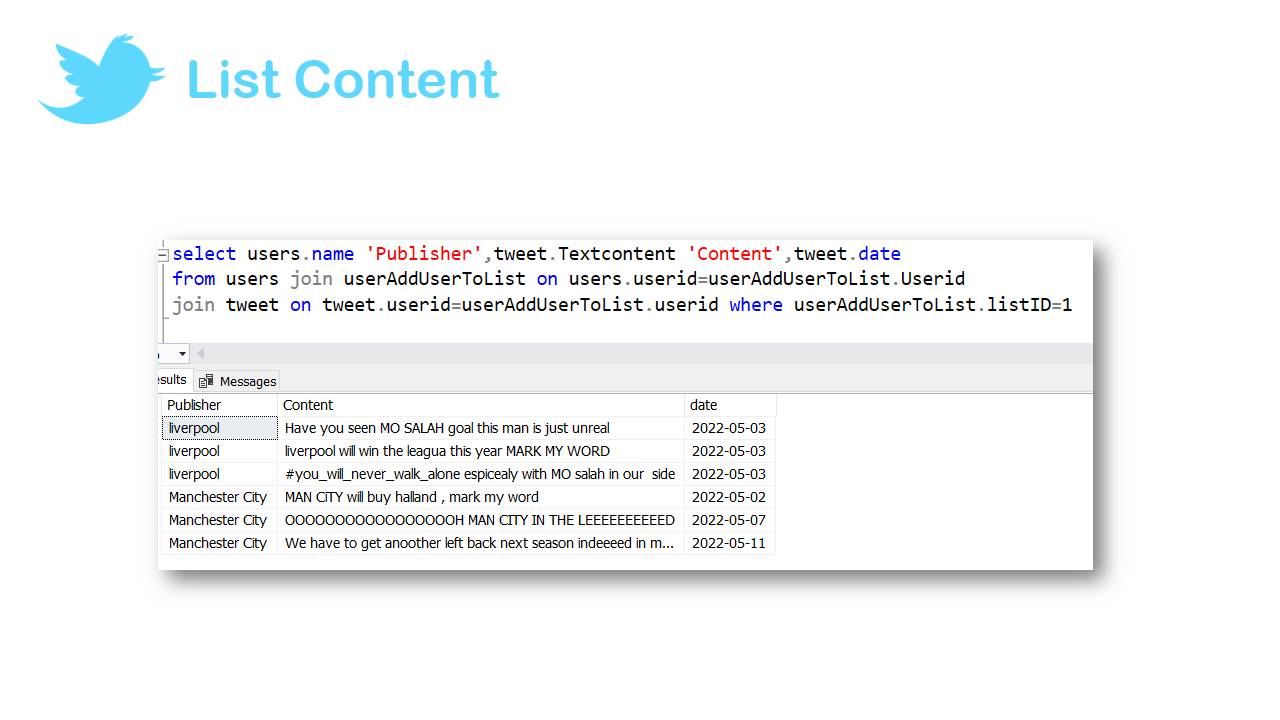 List Content
select users.name 'Publisher',tweet.Textcontent 'Content',tweet.date
from users join userAddUserToList on users.userid=userAddUserToList.Userid
join tweet on tweet.userid=userAddUserToList.userid where userAddUserToList.listID=1
esults Messages
Publisher Content date
liverpool Have you seen MO SALAH goal this man is just unreal 2022-05-03
liverpool liverpool will win the leagua this year MARK MY WORD 2022-05-03
liverpool #you_will_never_walk_alone espicealy with MO salah in our  side 2022-05-03
Manchester City MAN CiTY will buy halland , mark my word 2022-05-02
Manchester City OOOOOOOOOOOOOOOOOH MAN CITY IN THE LEEEEEEEEEED 2022-05-07
Manchester City We have to get anoother left back next season indeeeed in m... 2022-05-11